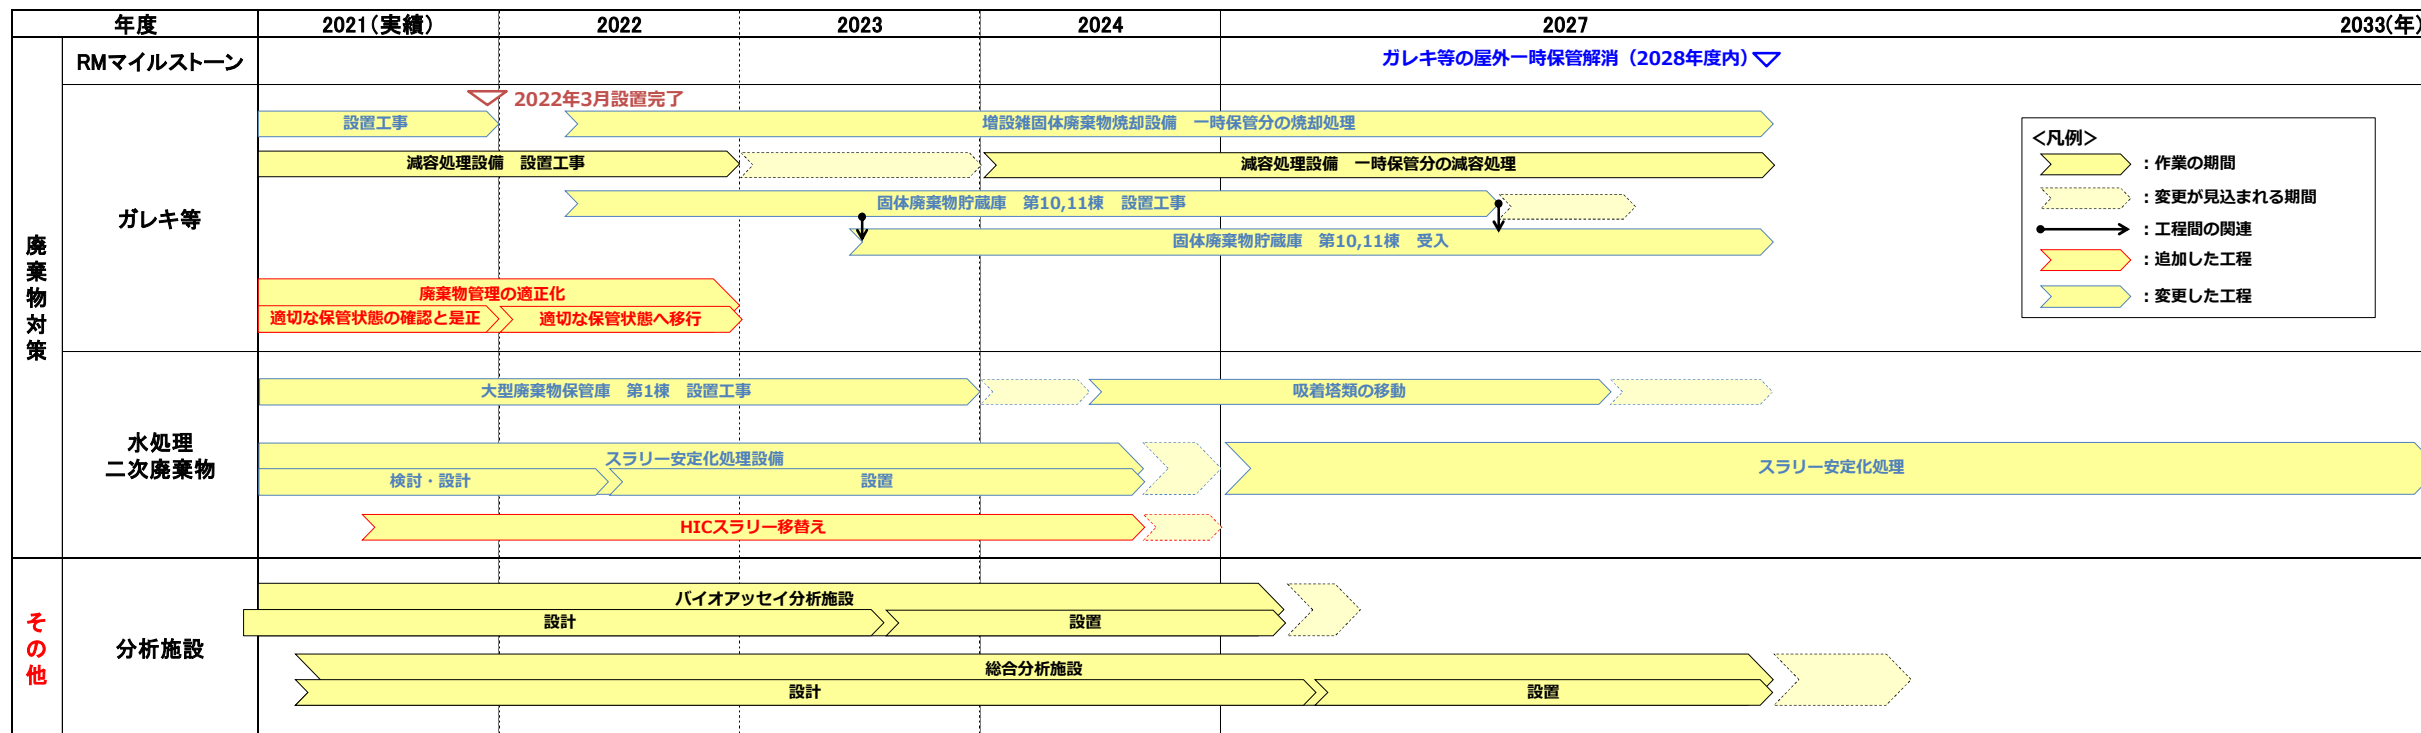 年度
2021(実績)
2022
2023
2024
2027
2033(年)
廃棄物対策
RMマイルストーン
ガレキ等の屋外一時保管解消（2028年度内）
ガレキ等
2022年3月設置完了
設置工事
増設雑固体廃棄物焼却設備　一時保管分の焼却処理
減容処理設備　設置工事
減容処理設備　一時保管分の減容処理
固体廃棄物貯蔵庫　第10,11棟　設置工事
固体廃棄物貯蔵庫　第10,11棟　受入
廃棄物管理の適正化
適切な保管状態の確認と是正
適切な保管状態へ移行
＜凡例＞
：作業の期間
：変更が見込まれる期間
：工程間の関連
：追加した工程
：変更した工程
水処理
二次廃棄物
大型廃棄物保管庫　第1棟　設置工事
吸着塔類の移動
スラリー安定化処理設備
検討・設計
設置
スラリー安定化処理
HICスラリー移替え
その他
分析施設
バイオアッセイ分析施設
設計
設置
総合分析施設
設計
設置